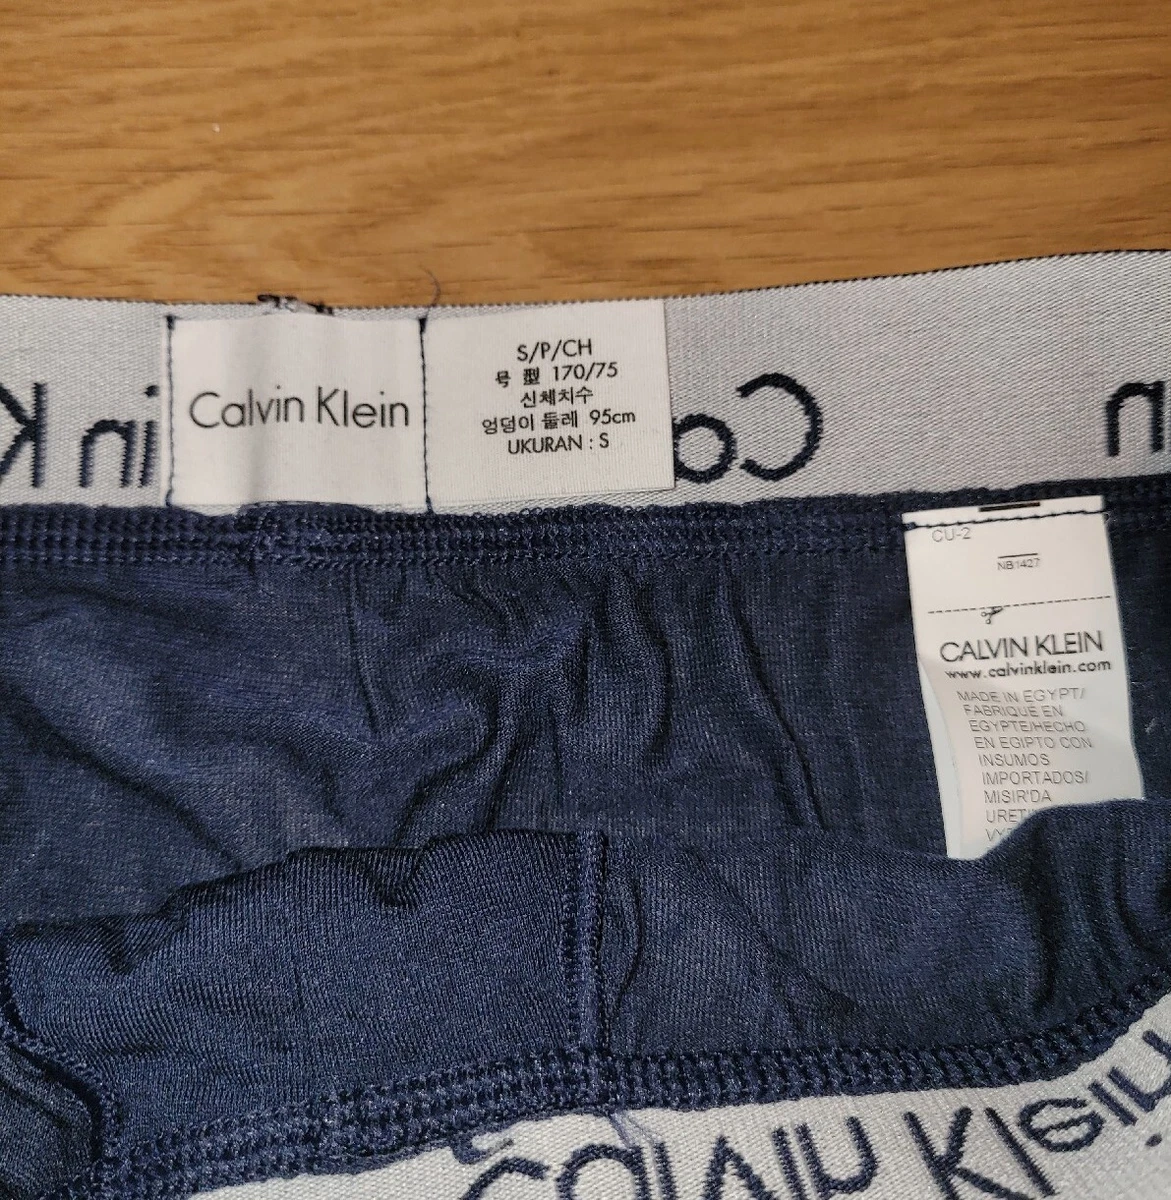 Calvin Klein
S/P/CH
号 型 170/75
신체치수
엉덩이 둘레 95cm
UKURAN : S
CU-2
NB1427
CALVIN KLEIN
www.calvinklein.com
MADE IN EGYPT/
FABRIQUE EN
EGYPTE/HECHO
EN EGIPTO CON
INSUMOS
IMPORTADOS/
MISIR'DA
Calvin Klein